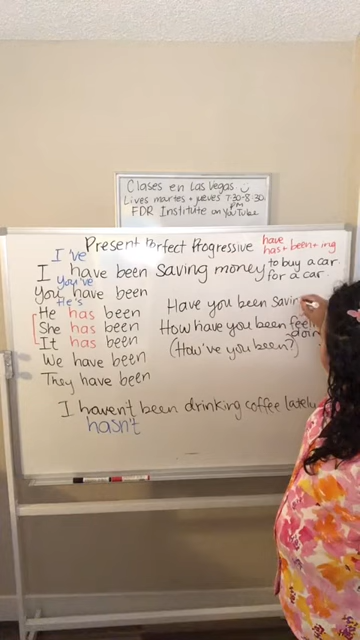 Clases en Las Vegas
Lives martes + jueves 7:30-8:30
PM
FDR Institute on YouTube
Present Perfect Progressive have
has + been + ing
I've
I have been saving money to buy a car.
for a car.
You've
You have been
He's
He has been
She has been
It has been
We have been
They have been
Have you been savin
How have you been feelin
doin
(How've you been?)
I haven't been drinking coffee lately
hasn't